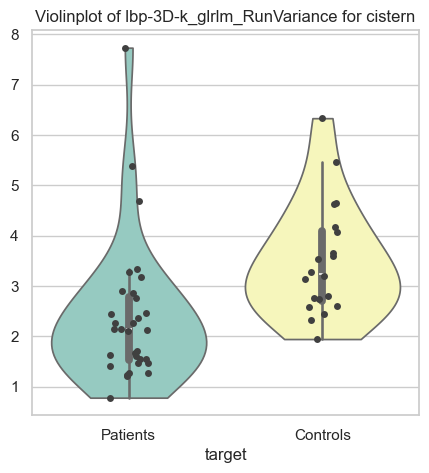 Violinplot of lbp-3D-k_glrlm_RunVariance for cistern
8
7
6
5
4
3
2
1
Patients Controls
target